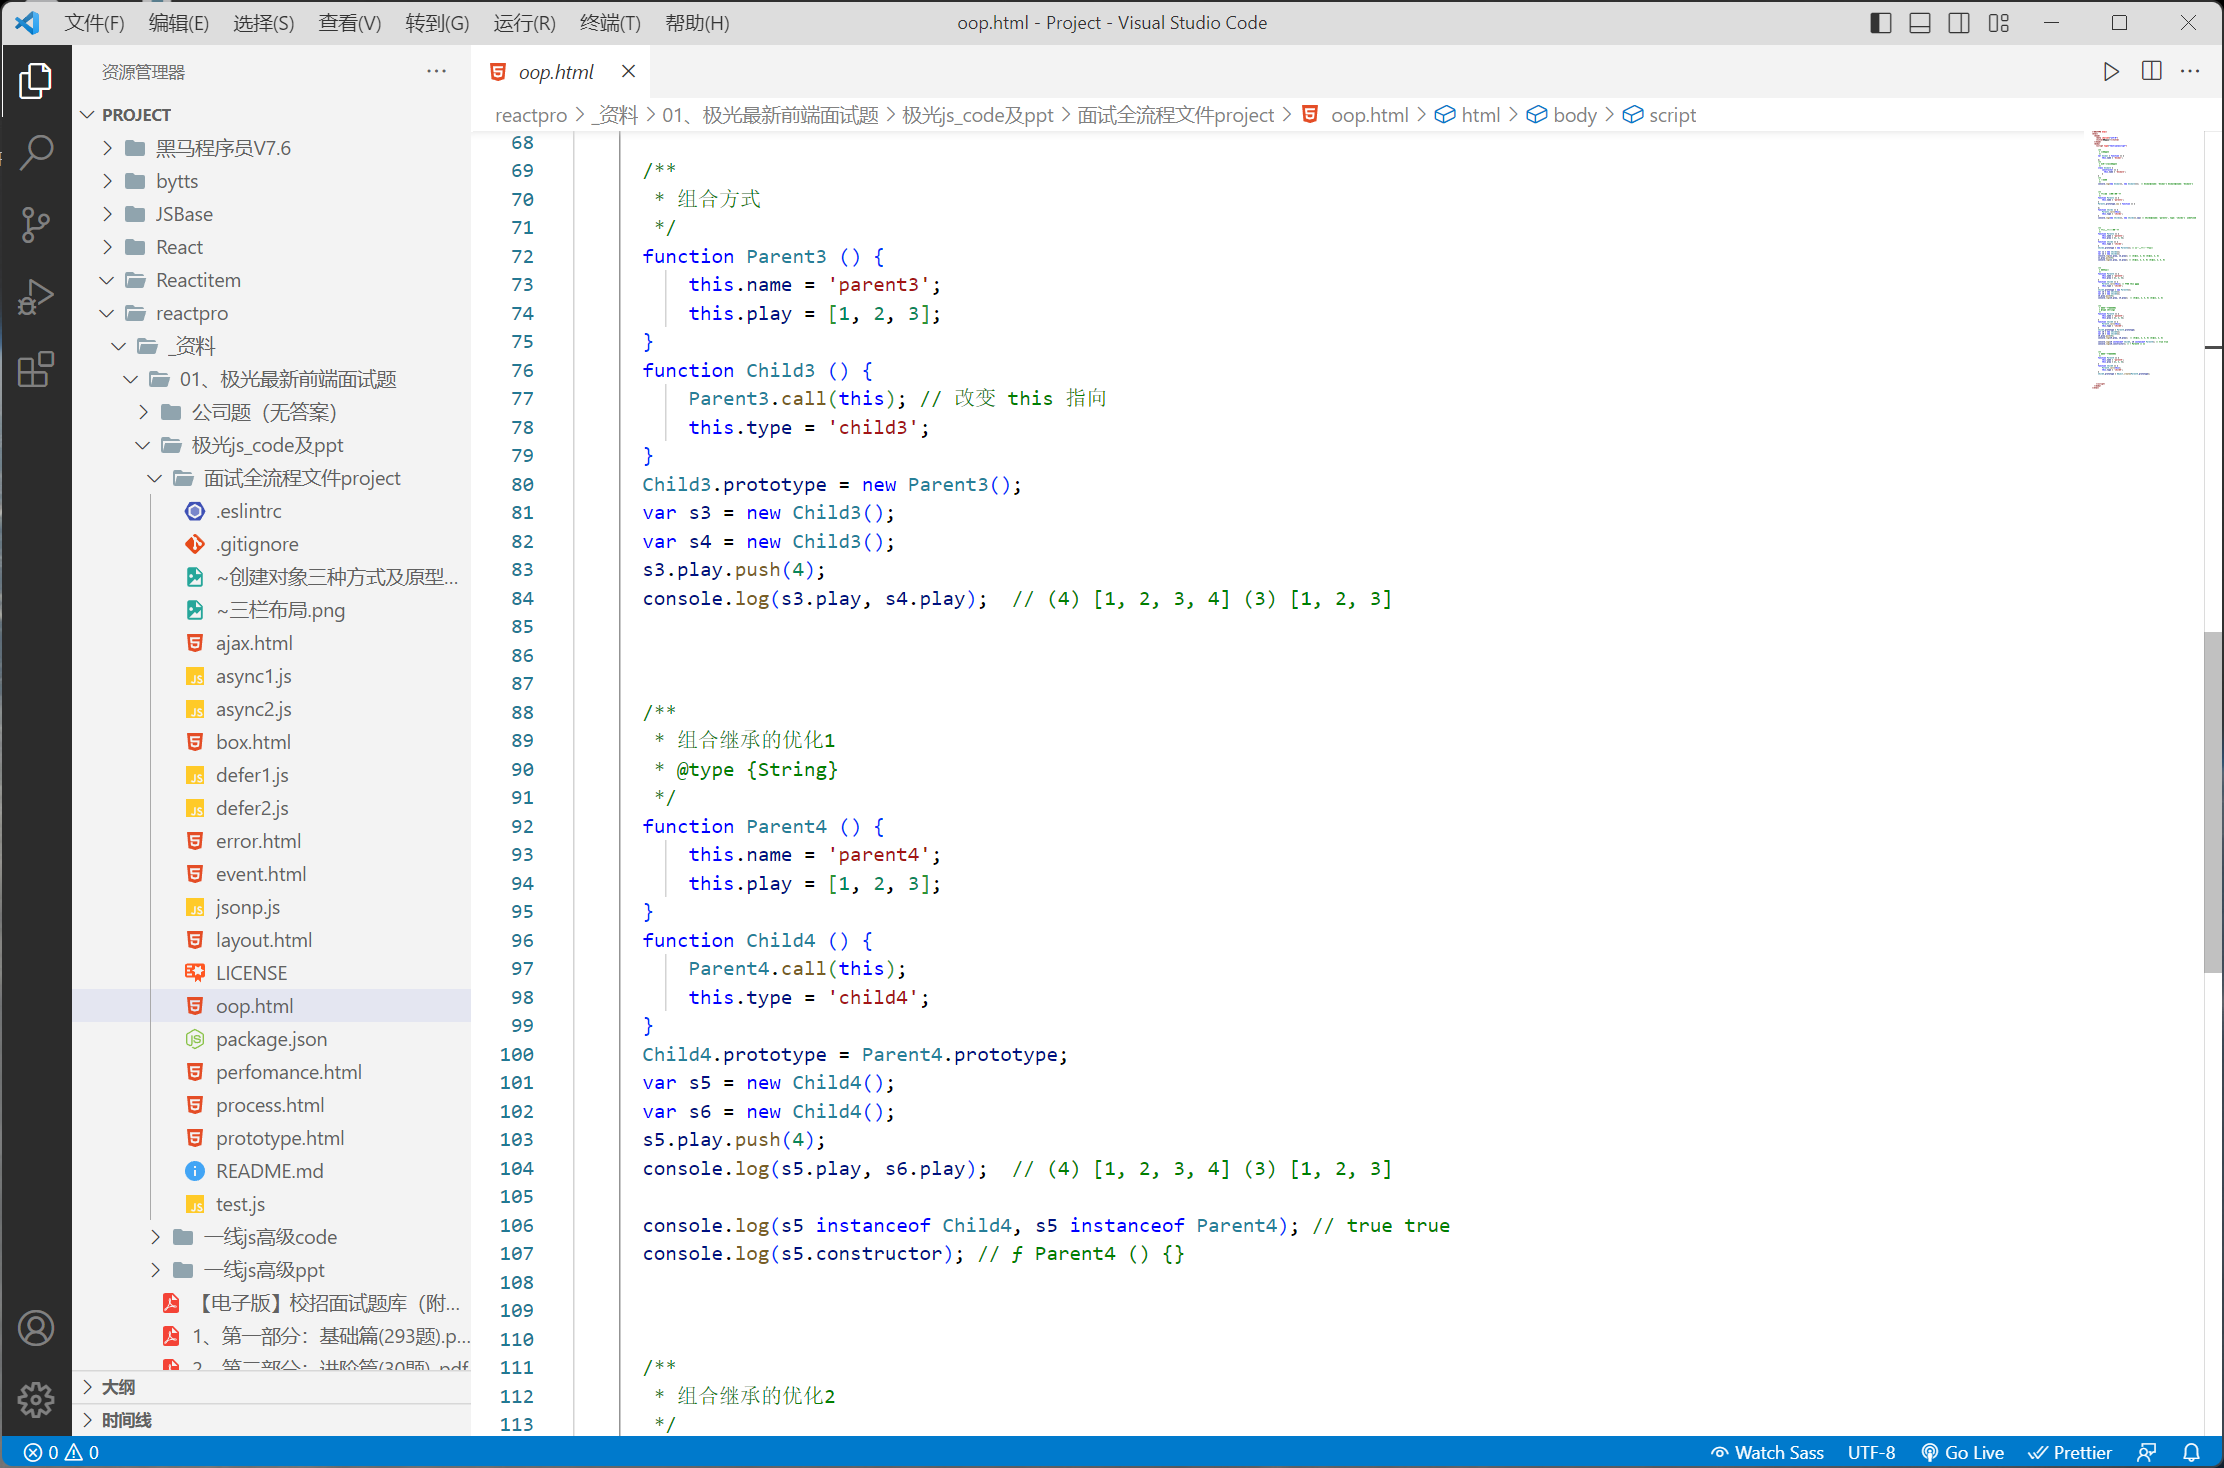 文件(F) 编辑(E) 选择(S) 查看(V) 转到(G) 运行(R) 终端(T) 帮助(H) oop.html - Project - Visual Studio Code
资源管理器
PROJECT
黑马程序员V7.6
bytts
JSBase
React
Reactitem
reactpro
_资料
01、极光最新前端面试题
公司题（无答案）
极光js_code及ppt
面试全流程文件project
.eslintrc
.gitignore
~创建对象三种方式及原型...
~三栏布局.png
ajax.html
async1.js
async2.js
box.html
defer1.js
defer2.js
error.html
event.html
jsonp.js
layout.html
LICENSE
oop.html
package.json
perfomance.html
process.html
prototype.html
README.md
test.js
一线js高级code
一线js高级ppt
【电子版】校招面试题库（附...
1、第一部分：基础篇(293题).p...
2、第二部分：进阶篇(30题).pdf
大纲
时间线
oop.html
reactpro > _资料 > 01、极光最新前端面试题 > 极光js_code及ppt > 面试全流程文件project > oop.html > html > body > script
68
69 /**
70 * 组合方式
71 */
72 function Parent3 () {
73 this.name = 'parent3';
74 this.play = [1, 2, 3];
75 }
76 function Child3 () {
77 Parent3.call(this); // 改变 this 指向
78 this.type = 'child3';
79 }
80 Child3.prototype = new Parent3();
81 var s3 = new Child3();
82 var s4 = new Child3();
83 s3.play.push(4);
84 console.log(s3.play, s4.play); // (4) [1, 2, 3, 4] (3) [1, 2, 3]
85
86
87
88 /**
89 * 组合继承的优化1
90 * @type {String}
91 */
92 function Parent4 () {
93 this.name = 'parent4';
94 this.play = [1, 2, 3];
95 }
96 function Child4 () {
97 Parent4.call(this);
98 this.type = 'child4';
99 }
100 Child4.prototype = Parent4.prototype;
101 var s5 = new Child4();
102 var s6 = new Child4();
103 s5.play.push(4);
104 console.log(s5.play, s6.play); // (4) [1, 2, 3, 4] (3) [1, 2, 3]
105
106 console.log(s5 instanceof Child4, s5 instanceof Parent4); // true true
107 console.log(s5.constructor); // ƒ Parent4 () {}
108
109
110
111 /**
112 * 组合继承的优化2
113 */
0 0 Watch Sass UTF-8 Go Live Prettier